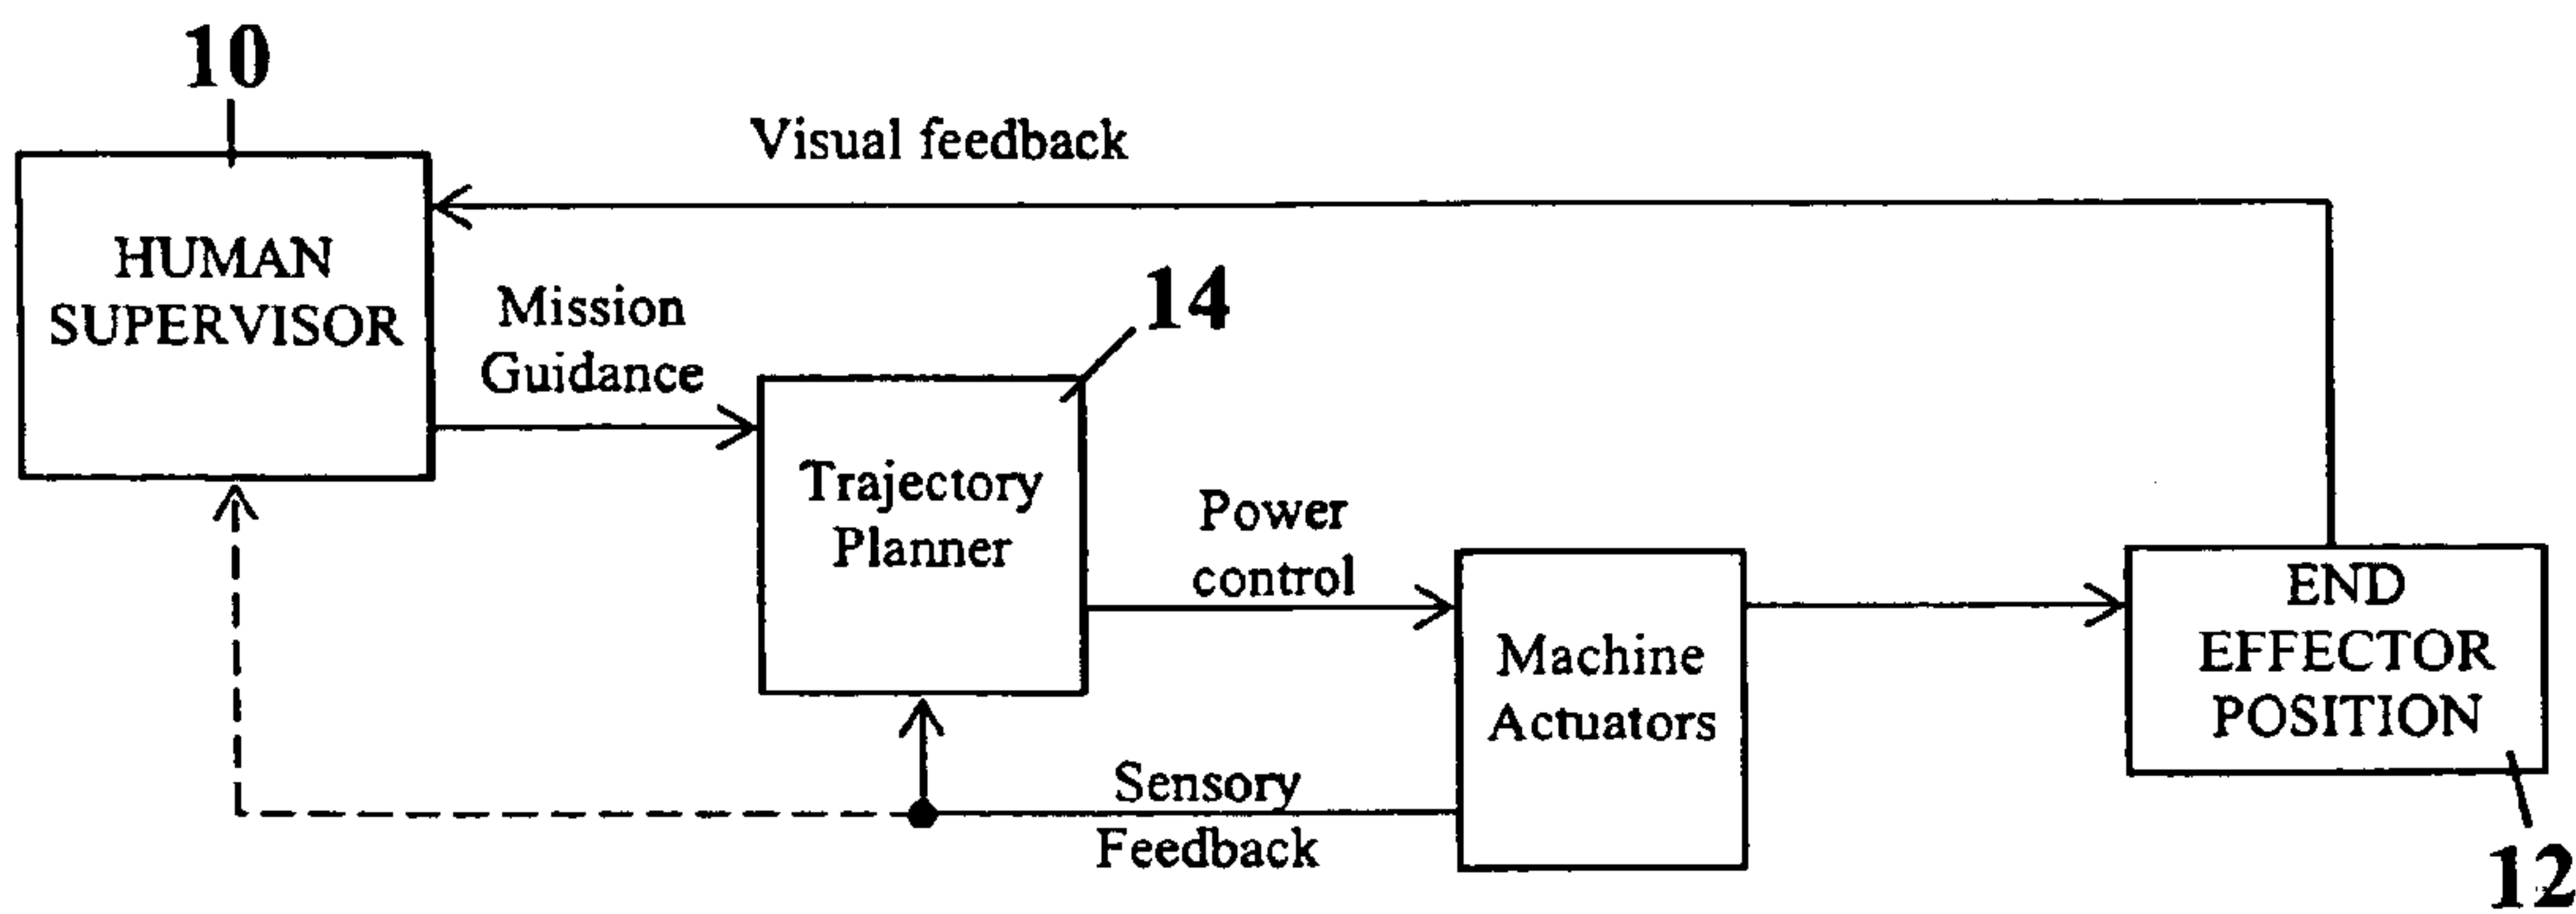 10
Visual feedback
HUMAN
SUPERVISOR
Mission
Guidance
14
Trajectory
Planner
Power
control
Machine
Actuators
END
EFFECTOR
POSITION
Sensory
Feedback
12